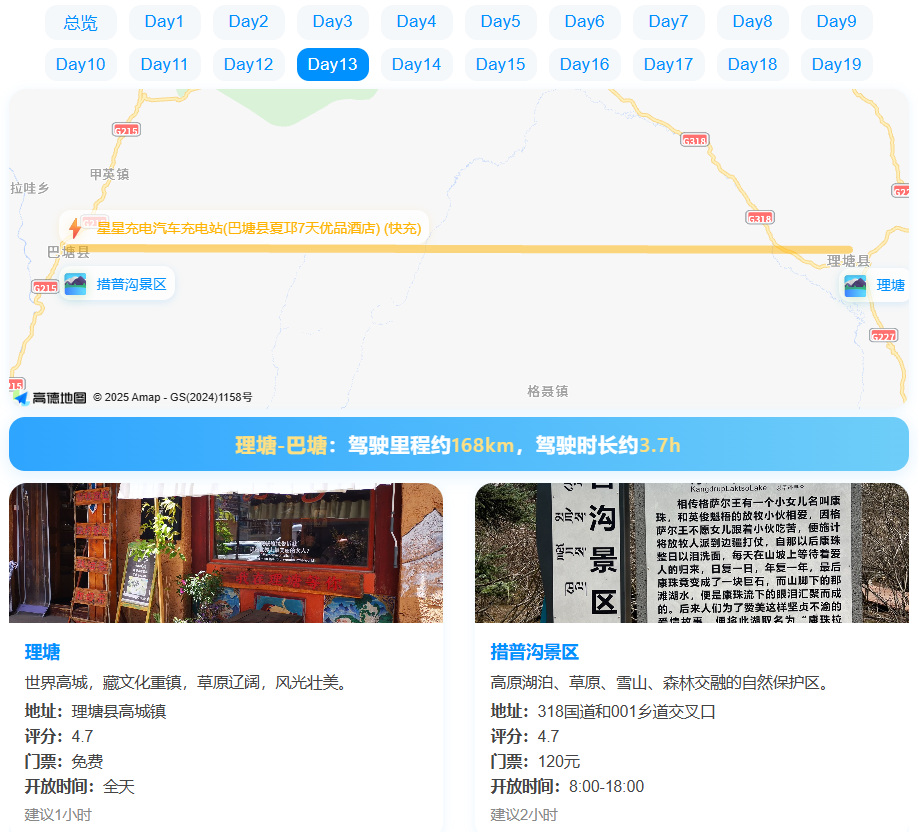 总览 Day1 Day2 Day3 Day4 Day5 Day6 Day7 Day8 Day9
Day10 Day11 Day12 Day13 Day14 Day15 Day16 Day17 Day18 Day19
G215
G318
甲英镇
拉哇乡
G318
星星充电汽车充电站(巴塘县夏邛7天优品酒店) (快充)
巴塘县
理塘县
G215
措普沟景区
理塘
G227
格聂镇
高德地图 © 2025 Amap - GS(2024)1158号
理塘-巴塘：驾驶里程约168km，驾驶时长约3.7h
沟景区
KangdrupLaktsoLake
相传格萨尔王有一个小女儿名叫康
珠，和英俊魁梧的放牧小伙相爱，因格
萨尔王不愿女儿跟着小伙吃苦，便施计
将放牧人派到边疆打仗，自那以后康珠
整日以泪洗面，每天在山坡上等待着爱
人的归来，日复一日，年复一年，最后
康珠竟变成了一块巨石，而山脚下的那
滩湖水，便是康珠流下的眼泪汇聚而成
的。后来人们为了赞美这样坚贞不渝的
爱情故事，便将此湖取名为“康珠拉
理塘
世界高城，藏文化重镇，草原辽阔，风光壮美。
地址：理塘县高城镇
评分：4.7
门票：免费
开放时间：全天
建议1小时
措普沟景区
高原湖泊、草原、雪山、森林交融的自然保护区。
地址：318国道和001乡道交叉口
评分：4.7
门票：120元
开放时间：8:00-18:00
建议2小时